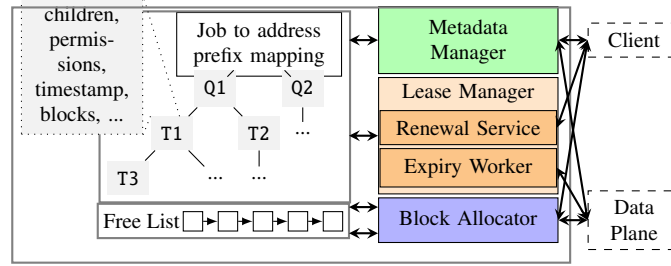 children,
permis-
sions,
timestamp,
blocks, ...
Job to address
prefix mapping
Q1
Q2
T1
T2
...
T3
...
...
Free List
Metadata
Manager
Lease Manager
Renewal Service
Expiry Worker
Block Allocator
Client
Data
Plane